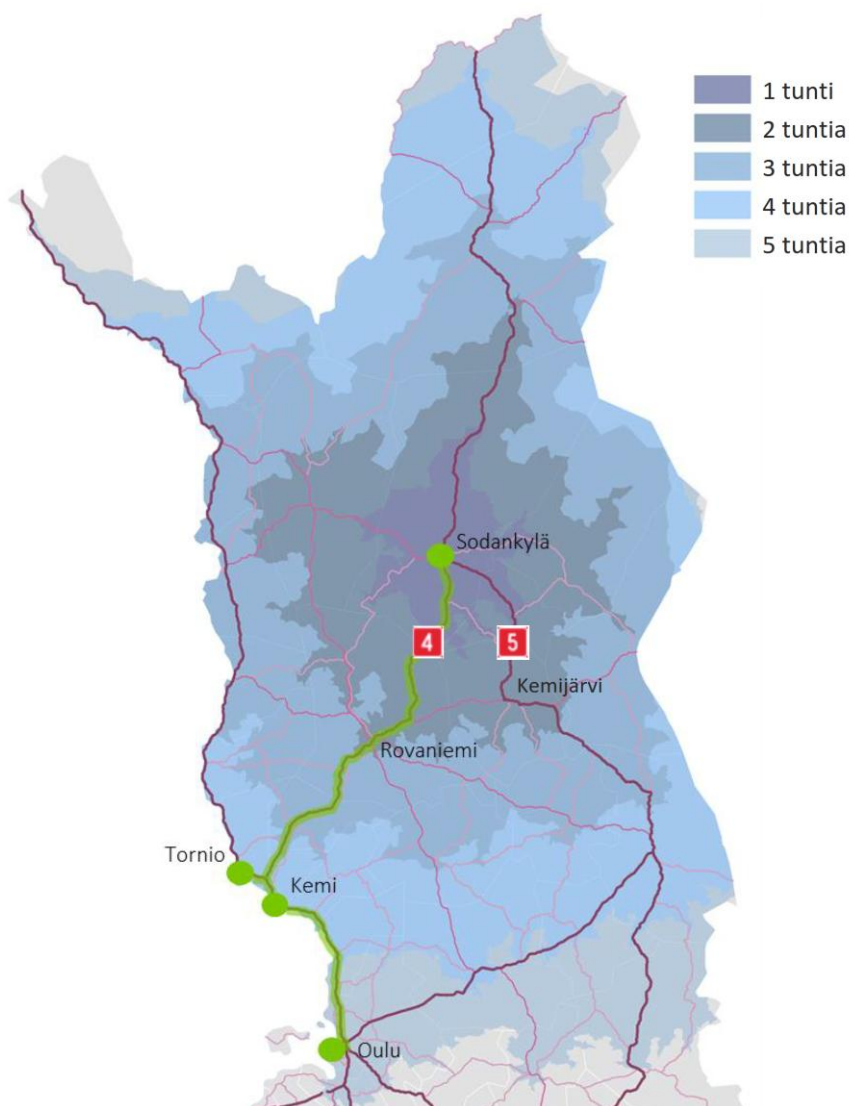 1 tunti
2 tuntia
3 tuntia
4 tuntia
5 tuntia
Sodankylä
4
5
Kemijärvi
Rovaniemi
Tornio
Kemi
Oulu